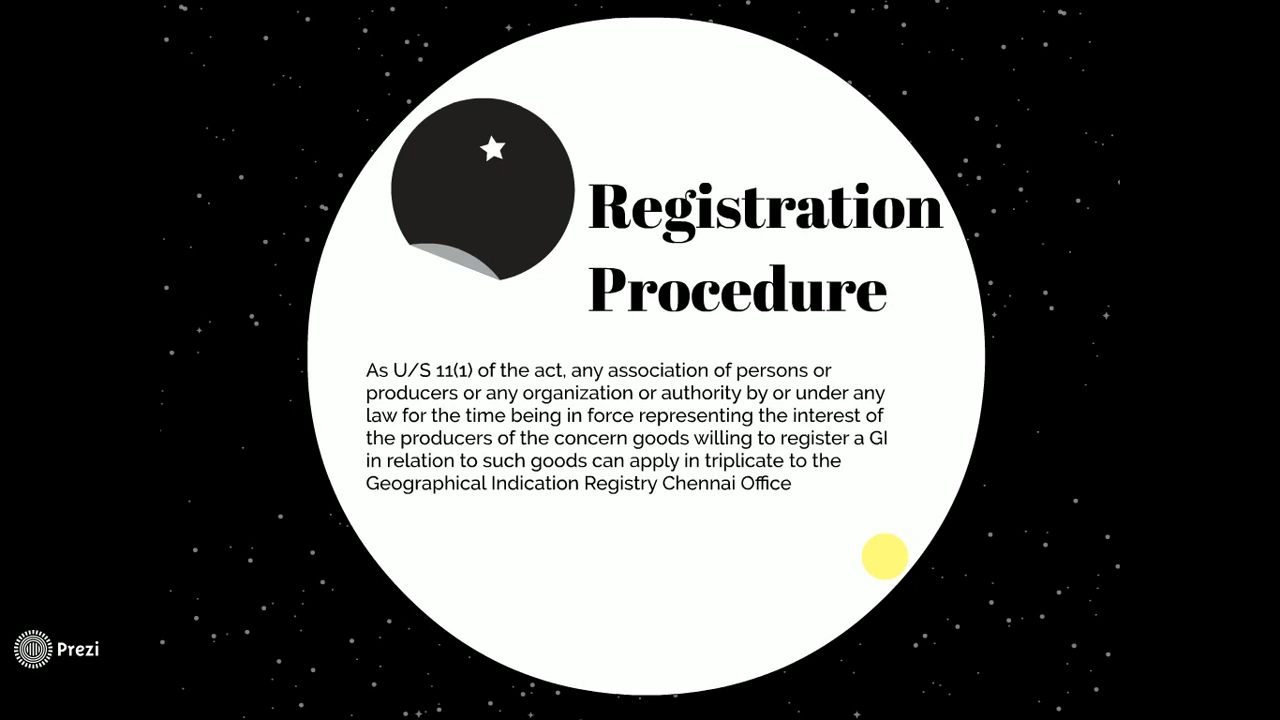 Registration
Procedure
As U/S 11(1) of the act, any association of persons or
producers or any organization or authority by or under any
law for the time being in force representing the interest of
the producers of the concern goods willing to register a GI
in relation to such goods can apply in triplicate to the
Geographical Indication Registry Chennai Office
Prezi